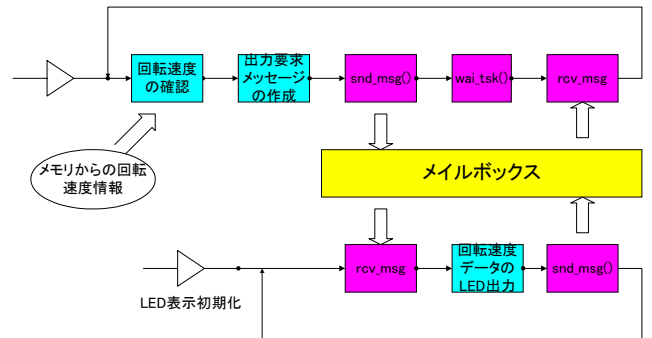 回転速度
の確認
出力要求
メッセージ
の作成
snd_msg()
wai_tsk()
rcv_msg
メモリからの回転
速度情報
メイルボックス
rcv_msg
回転速度
データの
LED出力
snd_msg()
LED表示初期化